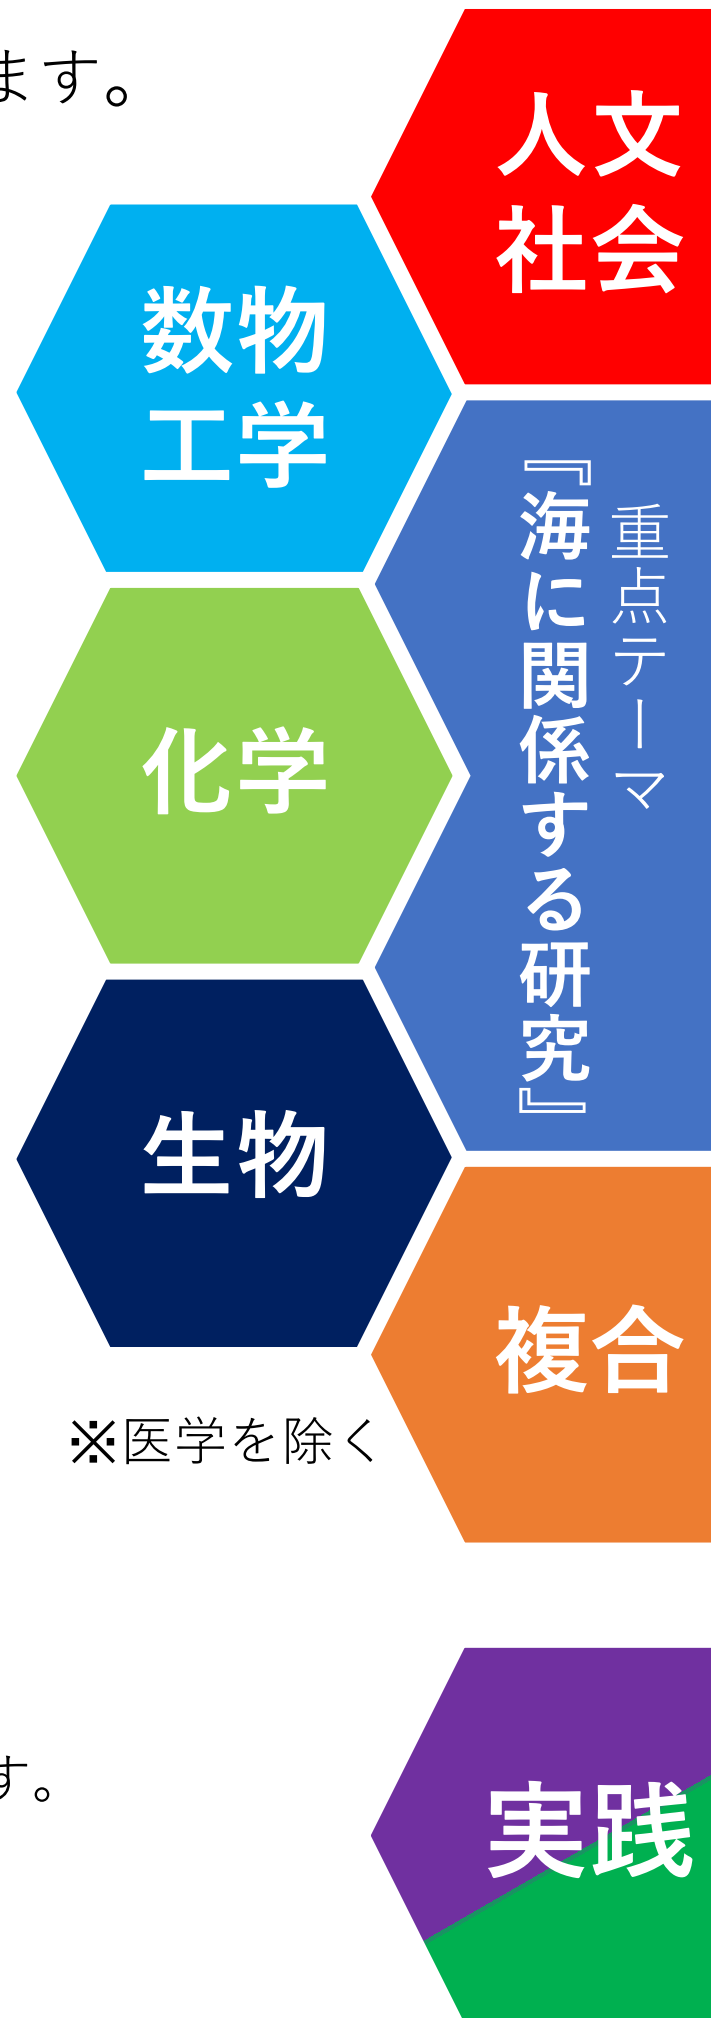 ます。
人文
社会
数物
工学
重点テーマ
『海に関係する研究』
化学
生物
複合
※医学を除く
す。
実践